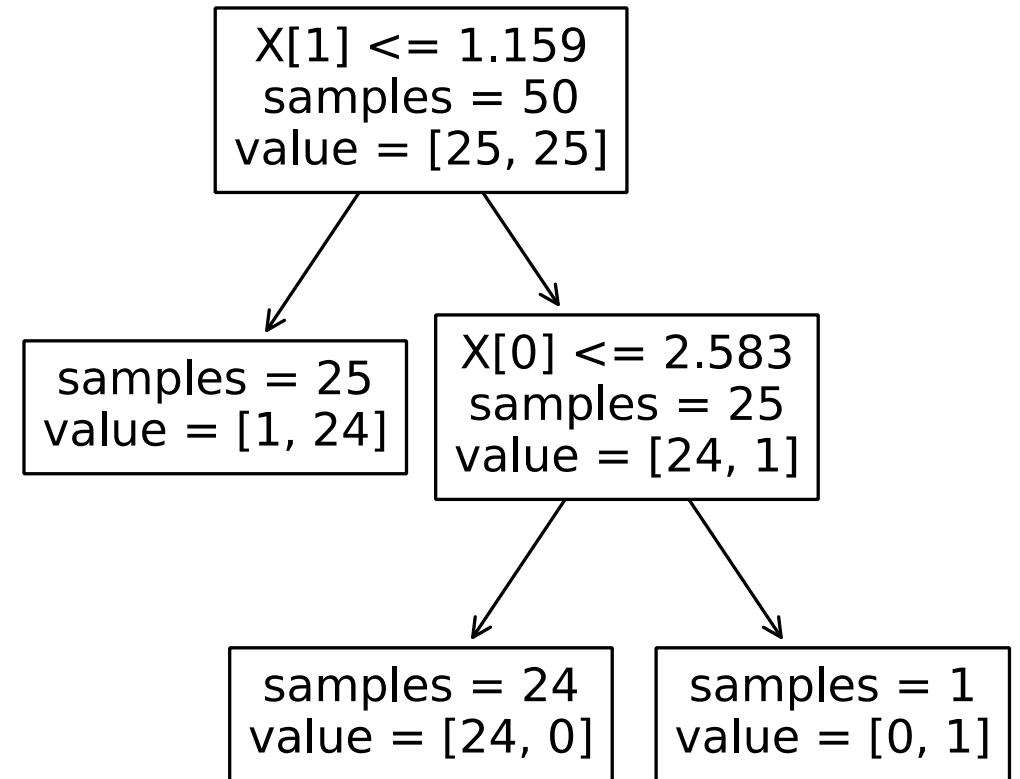 X[1] <= 1.159
samples = 50
value = [25, 25]
samples = 25
value = [1, 24]
X[0] <= 2.583
samples = 25
value = [24, 1]
samples = 24
value = [24, 0]
samples = 1
value = [0, 1]